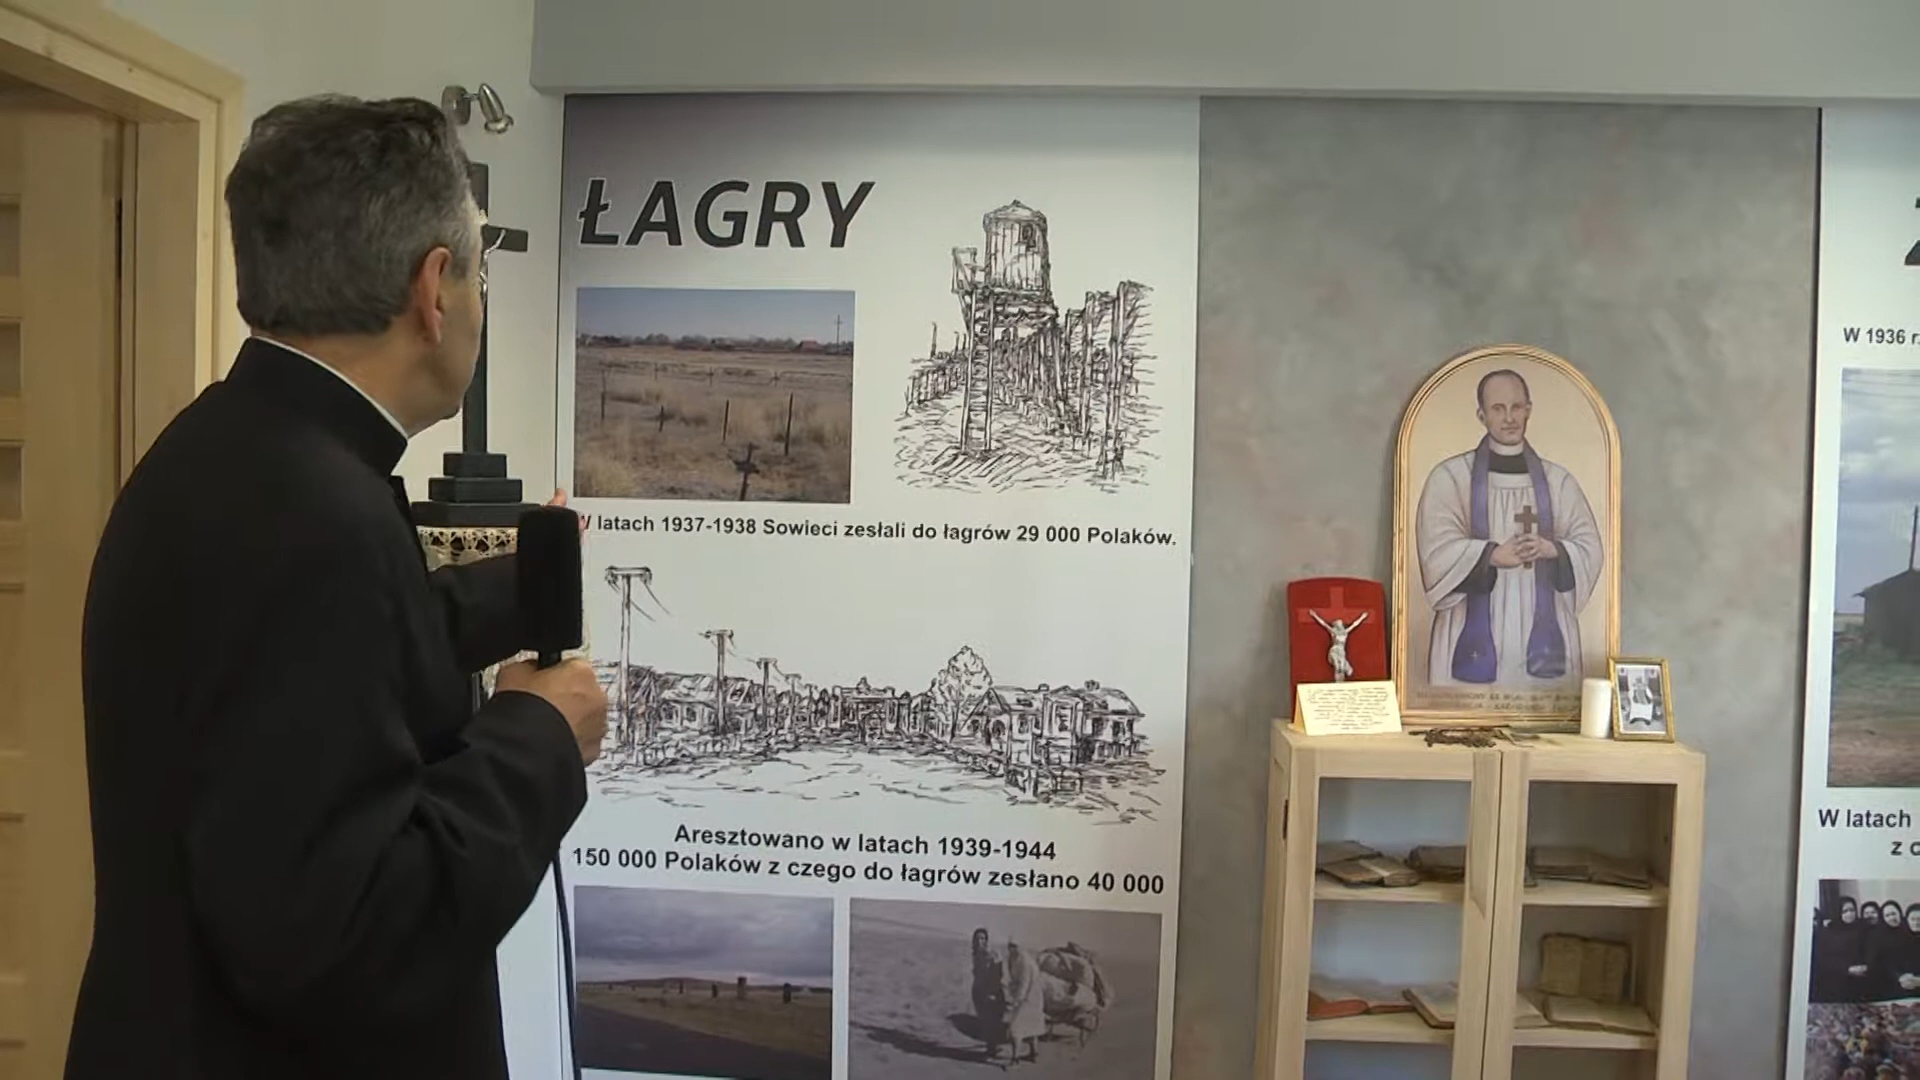 ŁAGRY
W latach 1937-1938 Sowieci zesłali do łagrów 29 000 Polaków.
Aresztowano w latach 1939-1944
150 000 Polaków z czego do łagrów zesłano 40 000
W 1936 r.
W latach
z